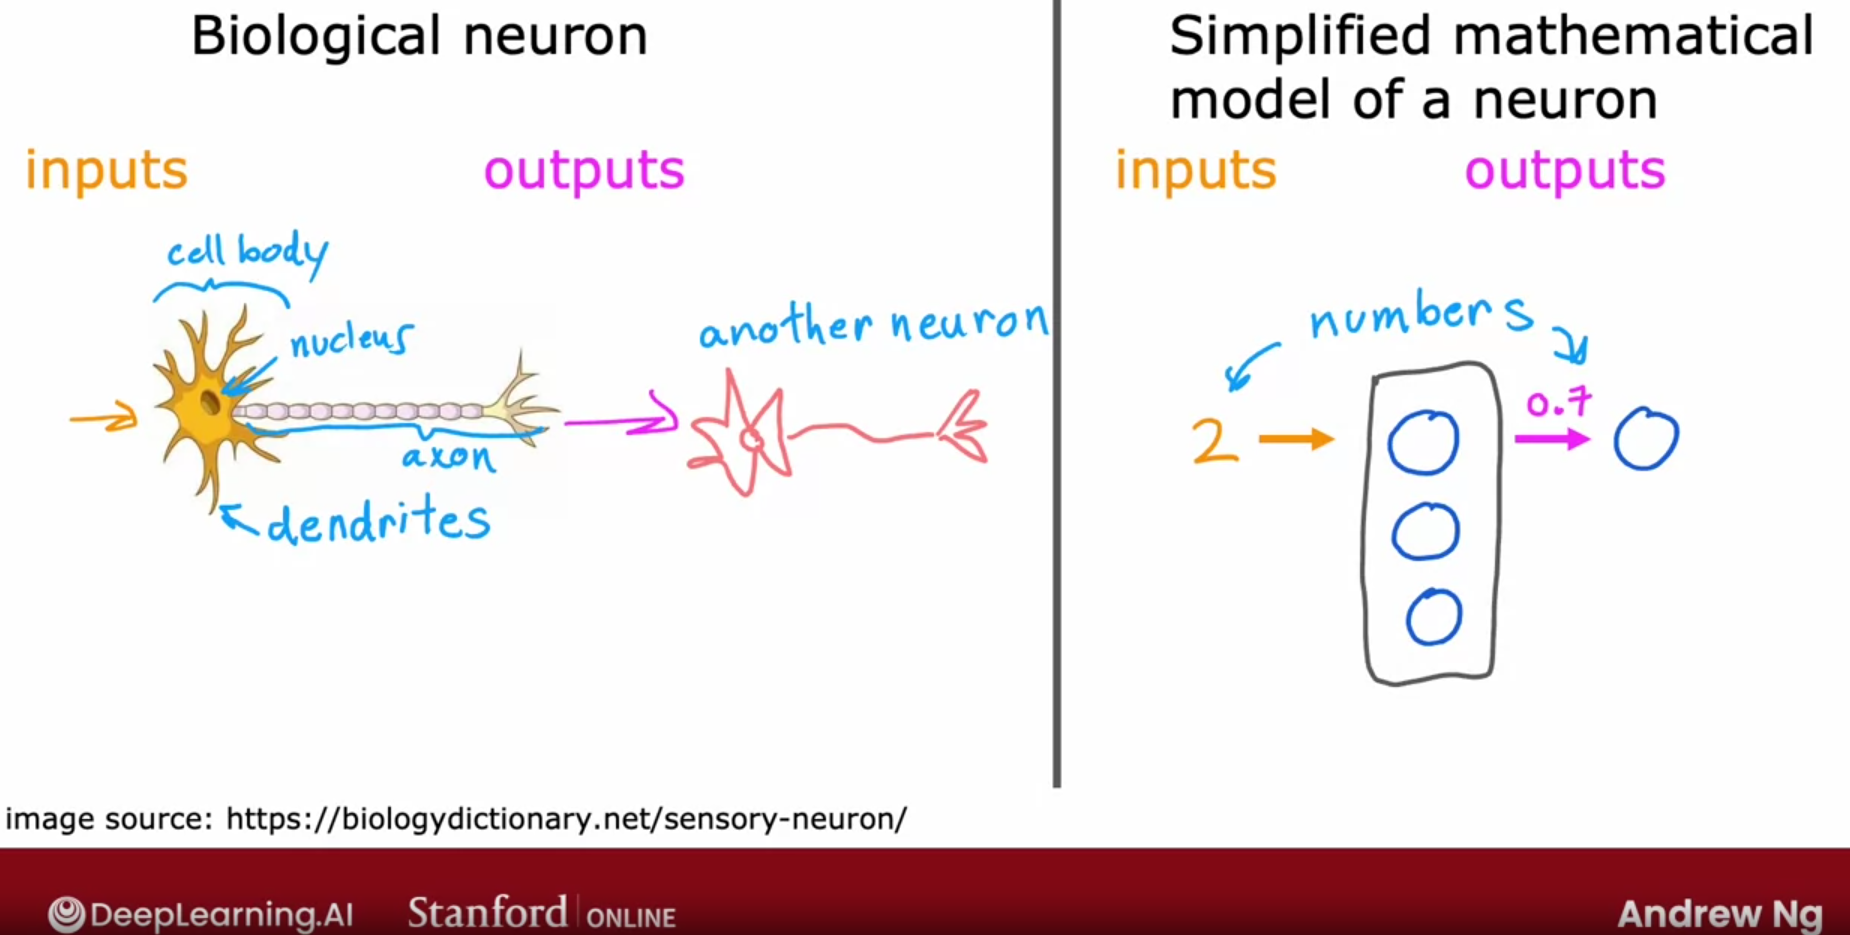 Biological neuron
inputs
outputs
cell body
nucleus
axon
dendrites
another neuron
Simplified mathematical
model of a neuron
inputs
outputs
numbers
2
0.7
image source: https://biologydictionary.net/sensory-neuron/
DeepLearning.AI
Stanford ONLINE
Andrew Ng